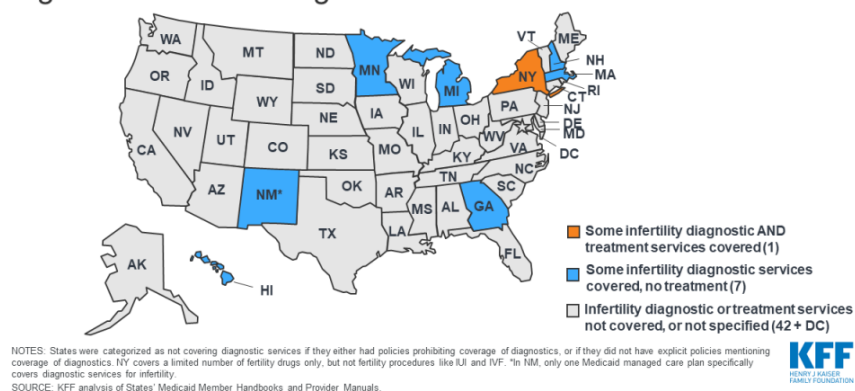 WA
MT
ND
MN
VT
ME
NH
MA
RI
CT
NJ
DE
MD
DC
OR
ID
WY
SD
WI
MI
NY
PA
NV
UT
CO
NE
IA
IL
IN
OH
WV
VA
CA
KS
MO
KY
NC
TN
SC
AZ
NM*
OK
AR
MS
AL
GA
TX
LA
FL
AK
HI
Some infertility diagnostic AND
treatment services covered (1)
Some infertility diagnostic services
covered, no treatment (7)
Infertility diagnostic or treatment services
not covered, or not specified (42 + DC)
NOTES: States were categorized as not covering diagnostic services if they either had policies prohibiting coverage of diagnostics, or if they did not have explicit policies mentioning
coverage of diagnostics. NY covers a limited number of fertility drugs only, but not fertility procedures like IUI and IVF. *In NM, only one Medicaid managed care plan specifically
covers diagnostic services for infertility.
SOURCE: KFF analysis of States' Medicaid Member Handbooks and Provider Manuals.
KFF
HENRY J KAISER
FAMILY FOUNDATION